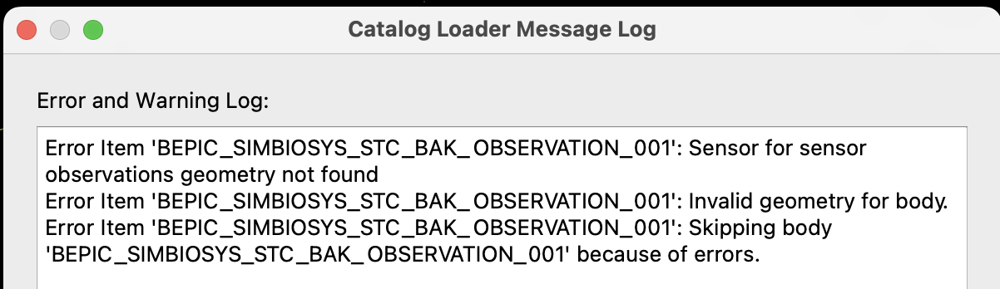 Catalog Loader Message Log
Error and Warning Log:
Error Item 'BEPIC_SIMBIOSYS_STC_BAK_OBSERVATION_001': Sensor for sensor
observations geometry not found
Error Item 'BEPIC_SIMBIOSYS_STC_BAK_OBSERVATION_001': Invalid geometry for body.
Error Item 'BEPIC_SIMBIOSYS_STC_BAK_OBSERVATION_001': Skipping body
'BEPIC_SIMBIOSYS_STC_BAK_OBSERVATION_001' because of errors.